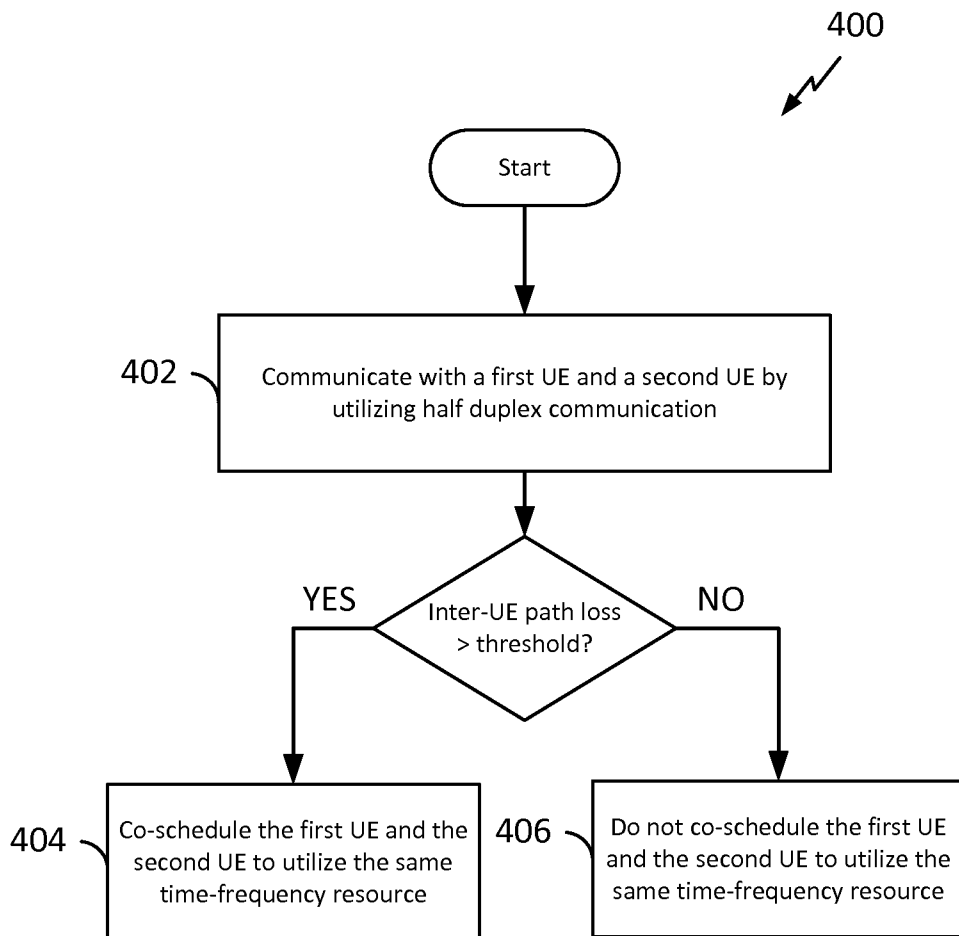 400
Start
402
Communicate with a first UE and a second UE by
utilizing half duplex communication
YES
NO
Inter-UE path loss
> threshold?
404
Co-schedule the first UE and the
second UE to utilize the same
time-frequency resource
406
Do not co-schedule the first UE
and the second UE to utilize the
same time-frequency resource